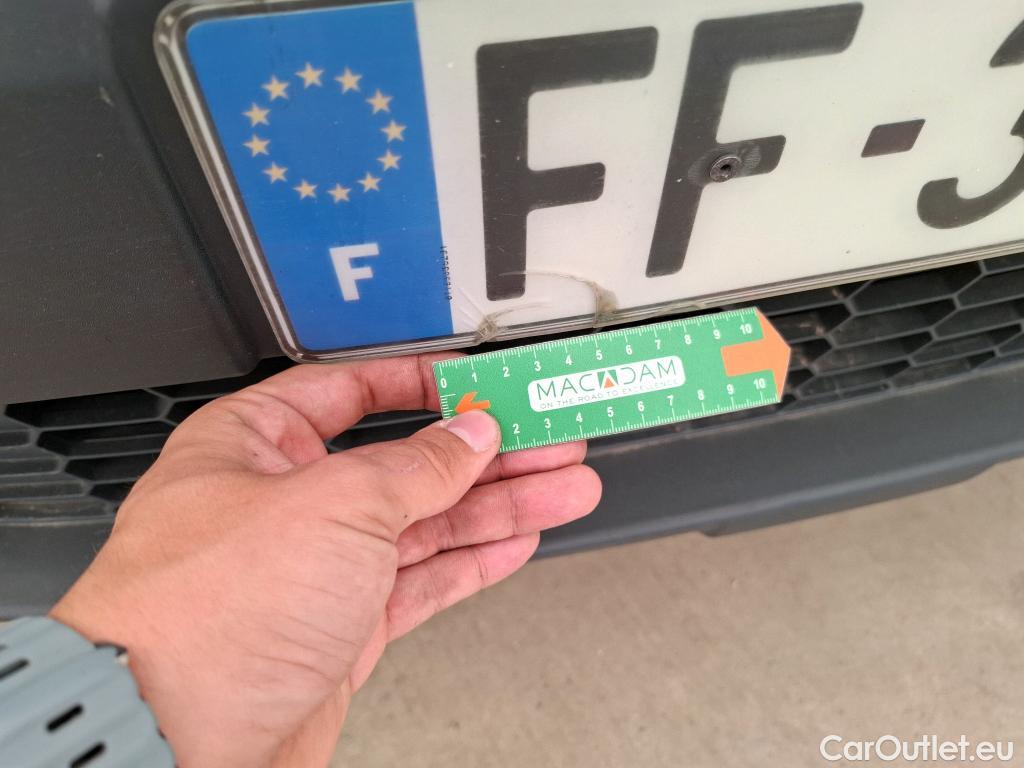 F
FF-3
0 1 2 3 4 5 6 7 8 9 10
MACADAM
ON THE ROAD TO EXCELLENCE
2 3 4 5 6 7 8 9 10
CarOutlet.eu